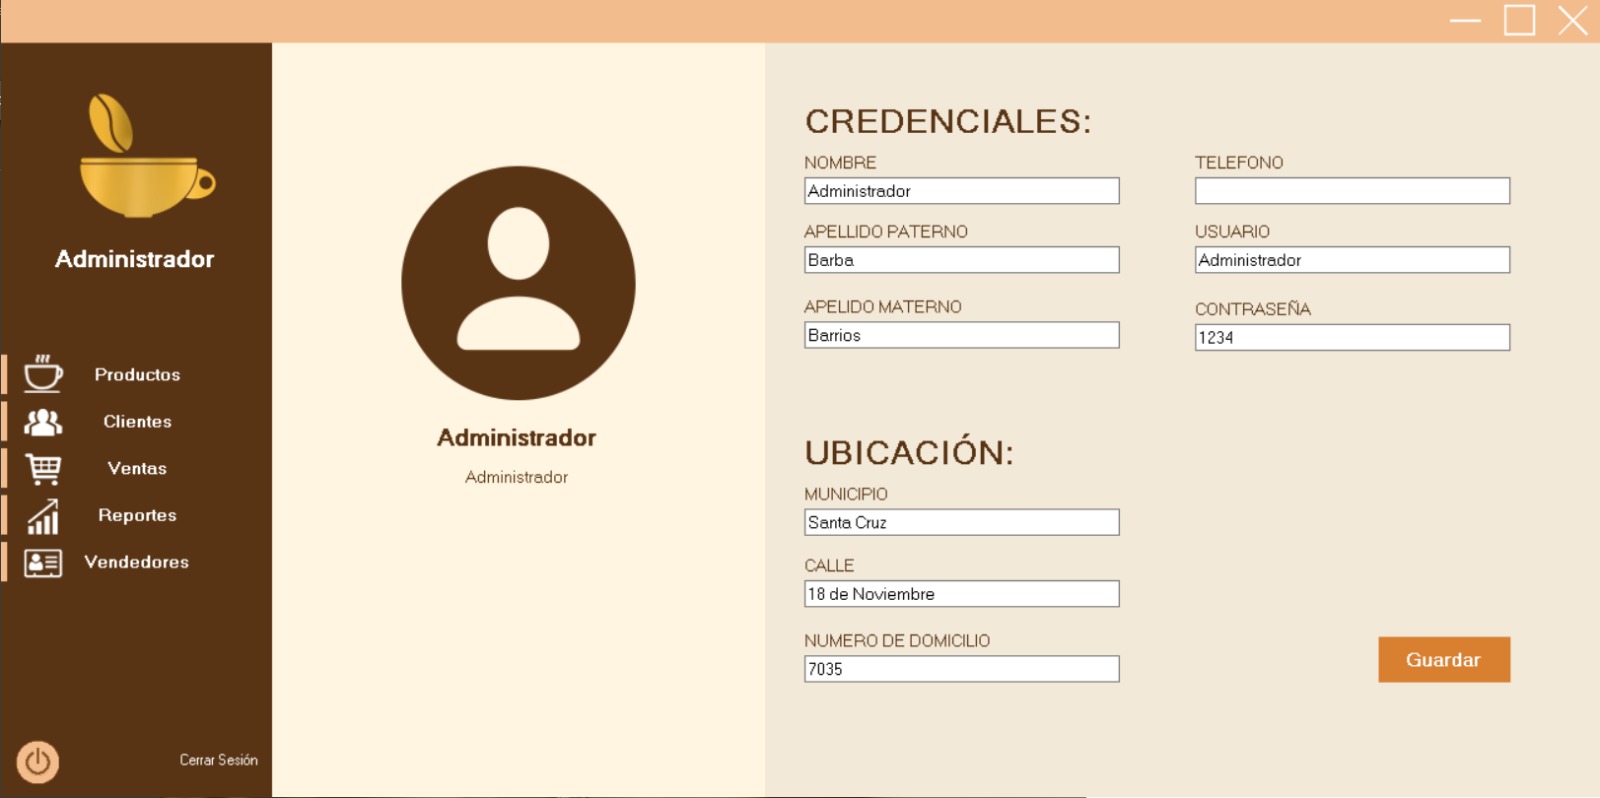 Administrador
Productos
Clientes
Ventas
Reportes
Vendedores
Cerrar Sesión
Administrador
Administrador
CREDENCIALES:
NOMBRE
Administrador
APELLIDO PATERNO
Barba
APELIDO MATERNO
Barrios
TELEFONO
USUARIO
Administrador
CONTRASEÑA
1234
UBICACIÓN:
MUNICIPIO
Santa Cruz
CALLE
18 de Noviembre
NUMERO DE DOMICILIO
7035
Guardar